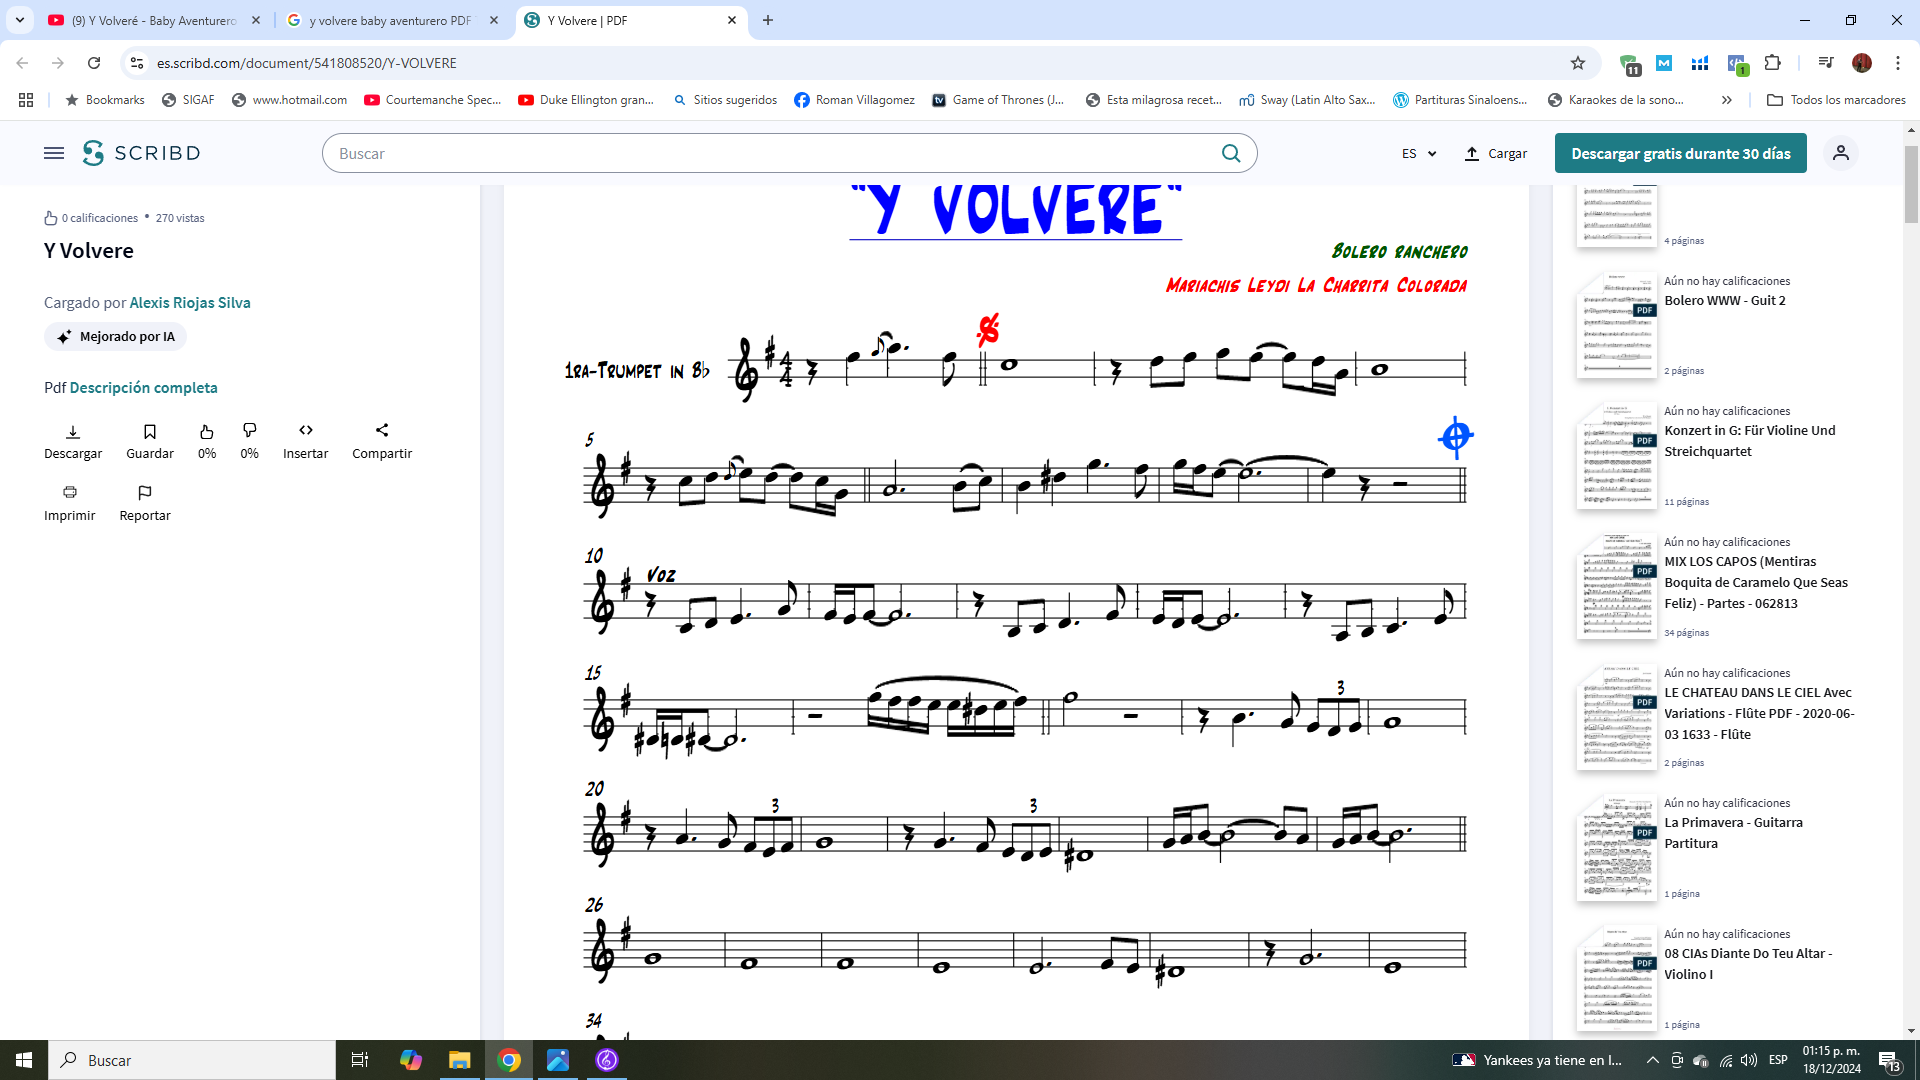 (9) Y Volveré - Baby Aventurero
y volvere baby aventurero PDF
Y Volvere | PDF
es.scribd.com/document/541808520/Y-VOLVERE
11
1
Bookmarks
SIGAF
www.hotmail.com
Courtemanche Spec...
Duke Ellington gran...
Sitios sugeridos
Roman Villagomez
Game of Thrones (J...
Esta milagrosa recet...
Sway (Latin Alto Sax...
Partituras Sinaloens...
Karaokes de la sono...
Todos los marcadores
SCRIBD
Buscar
ES
Cargar
Descargar gratis durante 30 días
0 calificaciones • 270 vistas
Y Volvere
Cargado por Alexis Riojas Silva
Mejorado por IA
Pdf Descripción completa
Descargar
Guardar
0%
0%
Insertar
Compartir
Imprimir
Reportar
"Y VOLVERE"
Bolero ranchero
Mariachis Leydi La Charrita Colorada
1ra-Trumpet in B♭
5
10
Voz
15
3
20
3
3
26
34
4 páginas
Aún no hay calificaciones
Bolero WWW - Guit 2
PDF
2 páginas
Aún no hay calificaciones
Konzert in G: Für Violine Und
Streichquartet
PDF
11 páginas
Aún no hay calificaciones
MIX LOS CAPOS (Mentiras
Boquita de Caramelo Que Seas
Feliz) - Partes - 062813
PDF
34 páginas
Aún no hay calificaciones
LE CHATEAU DANS LE CIEL Avec
Variations - Flûte PDF - 2020-06-
03 1633 - Flûte
PDF
2 páginas
Aún no hay calificaciones
La Primavera - Guitarra
Partitura
PDF
1 página
Aún no hay calificaciones
08 CIAs Diante Do Teu Altar -
Violino I
PDF
1 página
Buscar
Yankees ya tiene en l...
ESP
01:15 p. m.
18/12/2024
13